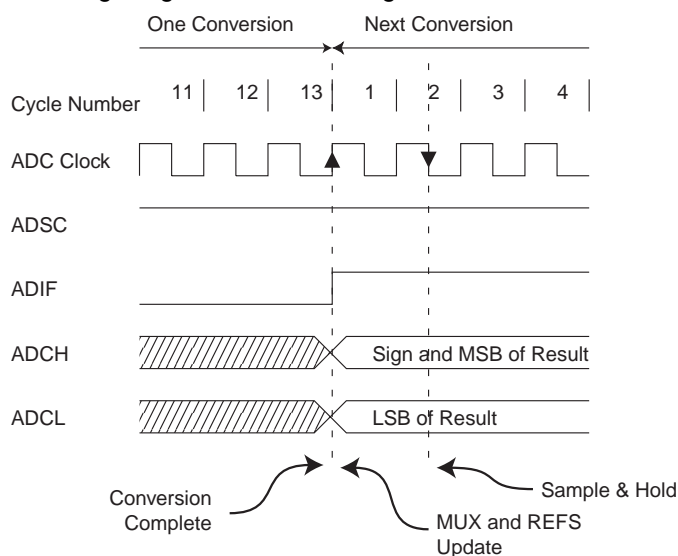 One Conversion Next Conversion
Cycle Number 11 12 13 1 2 3 4
ADC Clock
ADSC
ADIF
ADCH Sign and MSB of Result
ADCL LSB of Result
Conversion
Complete
MUX and REFS
Update
Sample & Hold